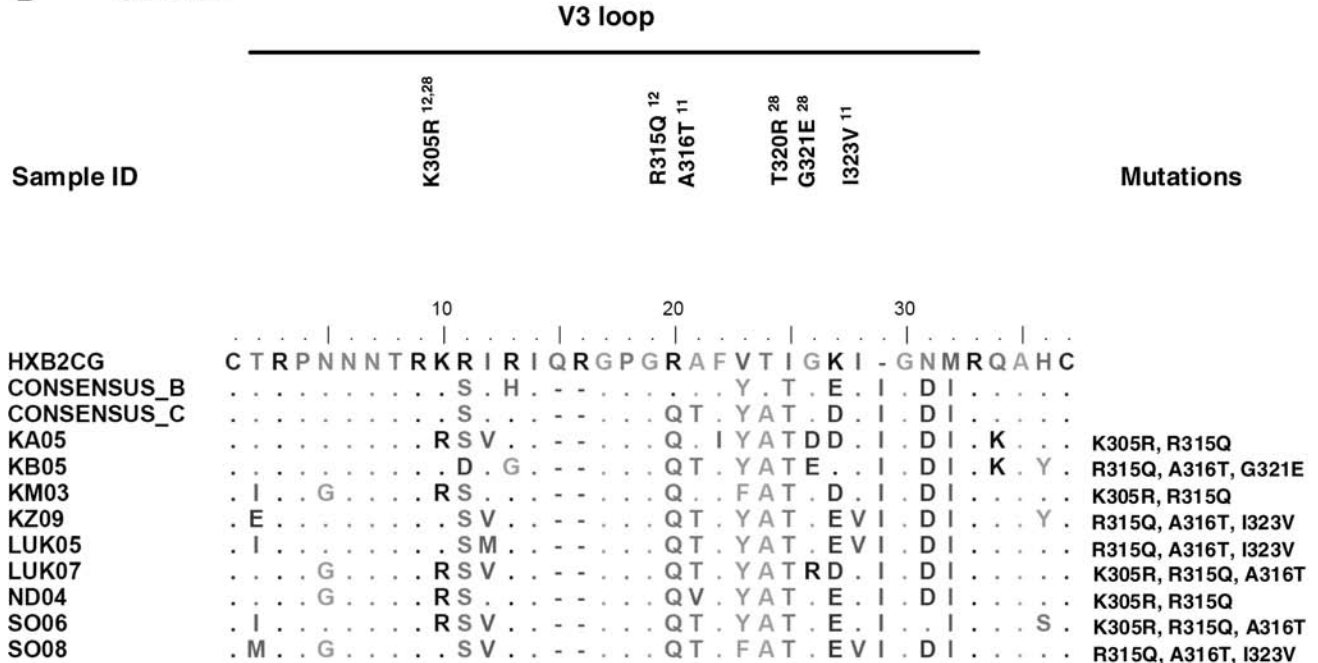 V3 loop
K305R 12,28
R315Q 12
A316T 11
T320R 28
G321E 28
I323V 11
Sample ID
Mutations
10 20 30
HXB2CG C T R P N N N T R K R I R I Q R G P G R A F V T I G K I - G N M R Q A H C
CONSENSUS_B . . . . . . . . . . S . H . - - . . . . . . Y . T . E . I . D I . . . . .
CONSENSUS_C . . . . . . . . . . S . . . - - . . . Q T . Y A T . D . I . D I . . . . .
KA05 . . . . . . . . . R S V . . - - . . . Q . I Y A T D D . I . D I . K . . . K305R, R315Q
KB05 . . . . . . . . . . D . G . - - . . . Q T . Y A T E . . I . D I . K . Y . R315Q, A316T, G321E
KM03 . I . . G . . . . R S . . . - - . . . Q . . F A T . D . I . D I . . . . . K305R, R315Q
KZ09 . E . . . . . . . . S V . . - - . . . Q T . Y A T . E V I . D I . . . Y . R315Q, A316T, I323V
LUK05 . I . . . . . . . . S M . . - - . . . Q T . Y A T . E V I . D I . . . . . R315Q, A316T, I323V
LUK07 . . . . G . . . . R S V . . - - . . . Q T . Y A T R D . I . D I . . . . . K305R, R315Q, A316T
ND04 . . . . G . . . . R S . . . - - . . . Q V . Y A T . E . I . D I . . . . . K305R, R315Q
SO06 . I . . . . . . . R S V . . - - . . . Q T . Y A T . E . I . . I . . . S . K305R, R315Q, A316T
SO08 . M . . G . . . . . S V . . - - . . . Q T . F A T . E V I . D I . . . . . R315Q, A316T, I323V